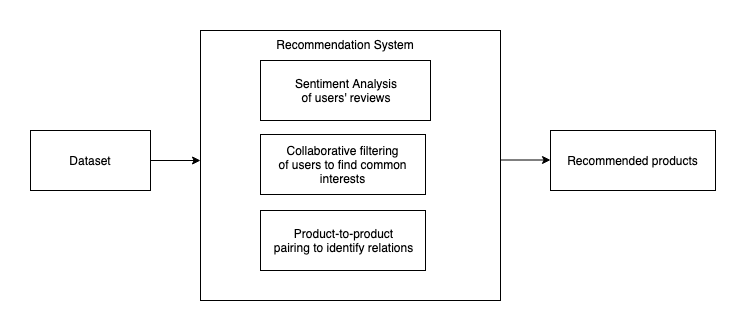 Recommendation System
Sentiment Analysis
of users' reviews
Dataset
Collaborative filtering
of users to find common
interests
Recommended products
Product-to-product
pairing to identify relations